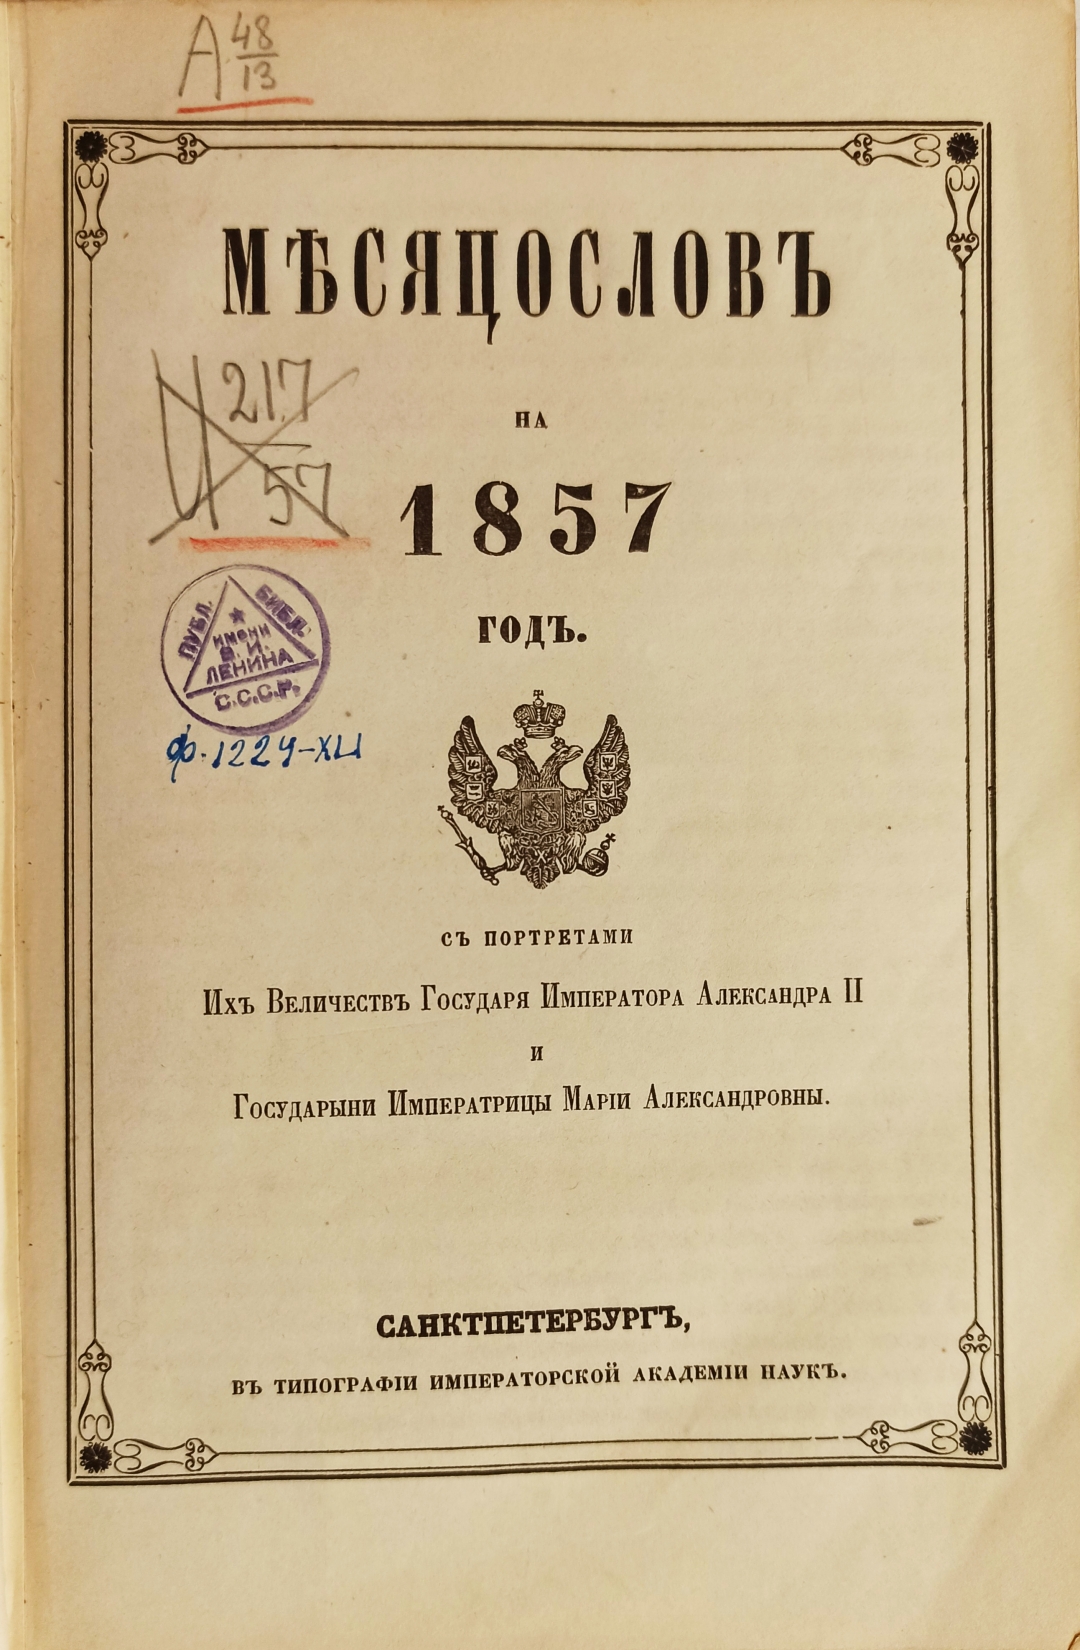 А 48
13
МѢСЯЦОСЛОВЪ
НА
217
57
1857
ГОДЪ.
ПУБЛ. БИБЛ.
ИМЕНИ
В. И.
ЛЕНИНА
С.С.С.Р.
ф. 1224-XLI
СЪ ПОРТРЕТАМИ
ИХЪ ВЕЛИЧЕСТВЪ ГОСУДАРЯ ИМПЕРАТОРА АЛЕКСАНДРА II
И
ГОСУДАРЫНИ ИМПЕРАТРИЦЫ МАРІИ АЛЕКСАНДРОВНЫ.
САНКТПЕТЕРБУРГЪ,
ВЪ ТИПОГРАФІИ ИМПЕРАТОРСКОЙ АКАДЕМІИ НАУКЪ.